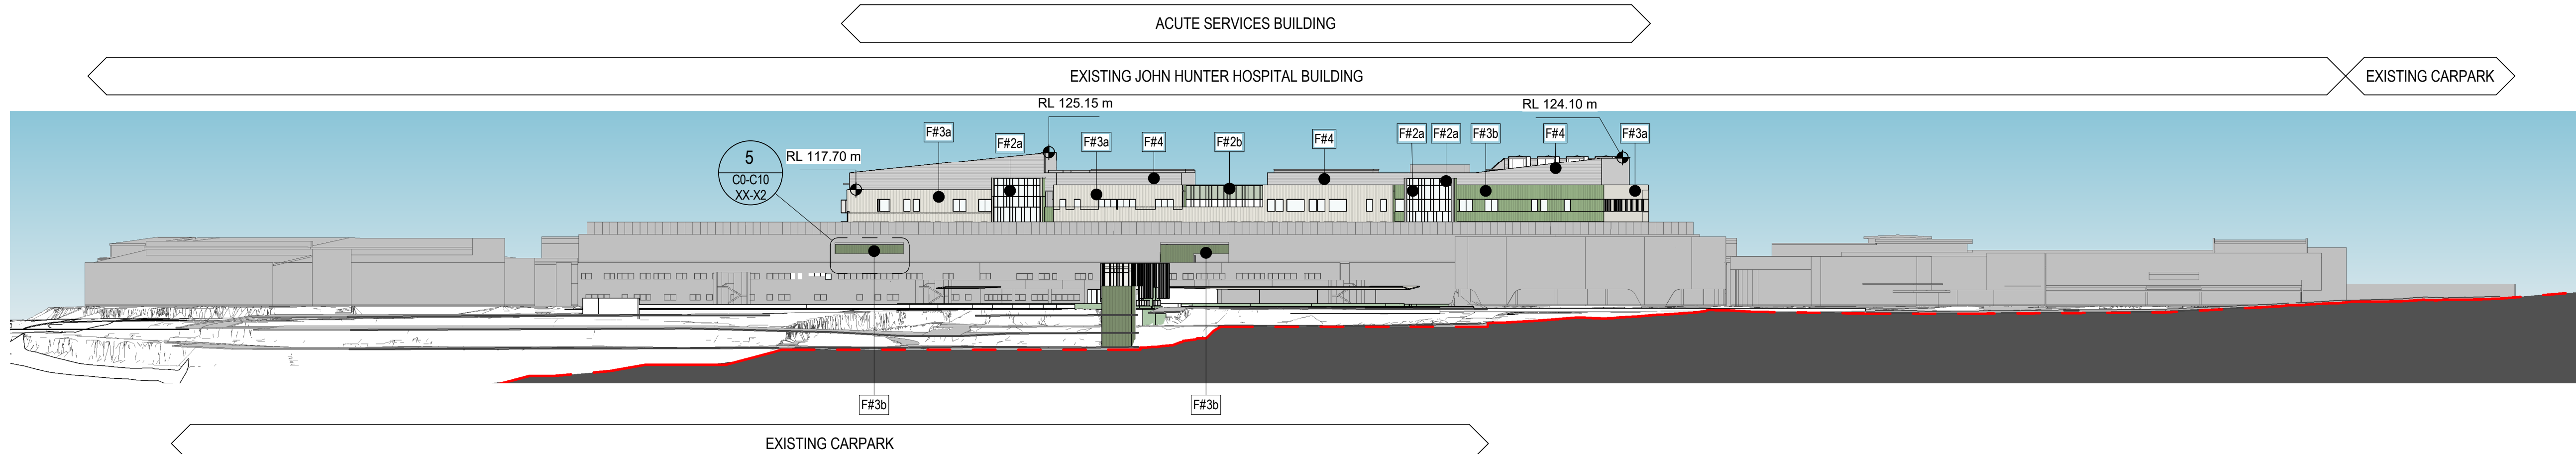 ACUTE SERVICES BUILDING
EXISTING JOHN HUNTER HOSPITAL BUILDING
EXISTING CARPARK
RL 125.15 m
RL 124.10 m
F#3a
F#2a
F#3a
F#4
F#2b
F#4
F#2a
F#2a
F#3b
F#4
F#3a
5
C0-C10
XX-X2
RL 117.70 m
F#3b
F#3b
EXISTING CARPARK